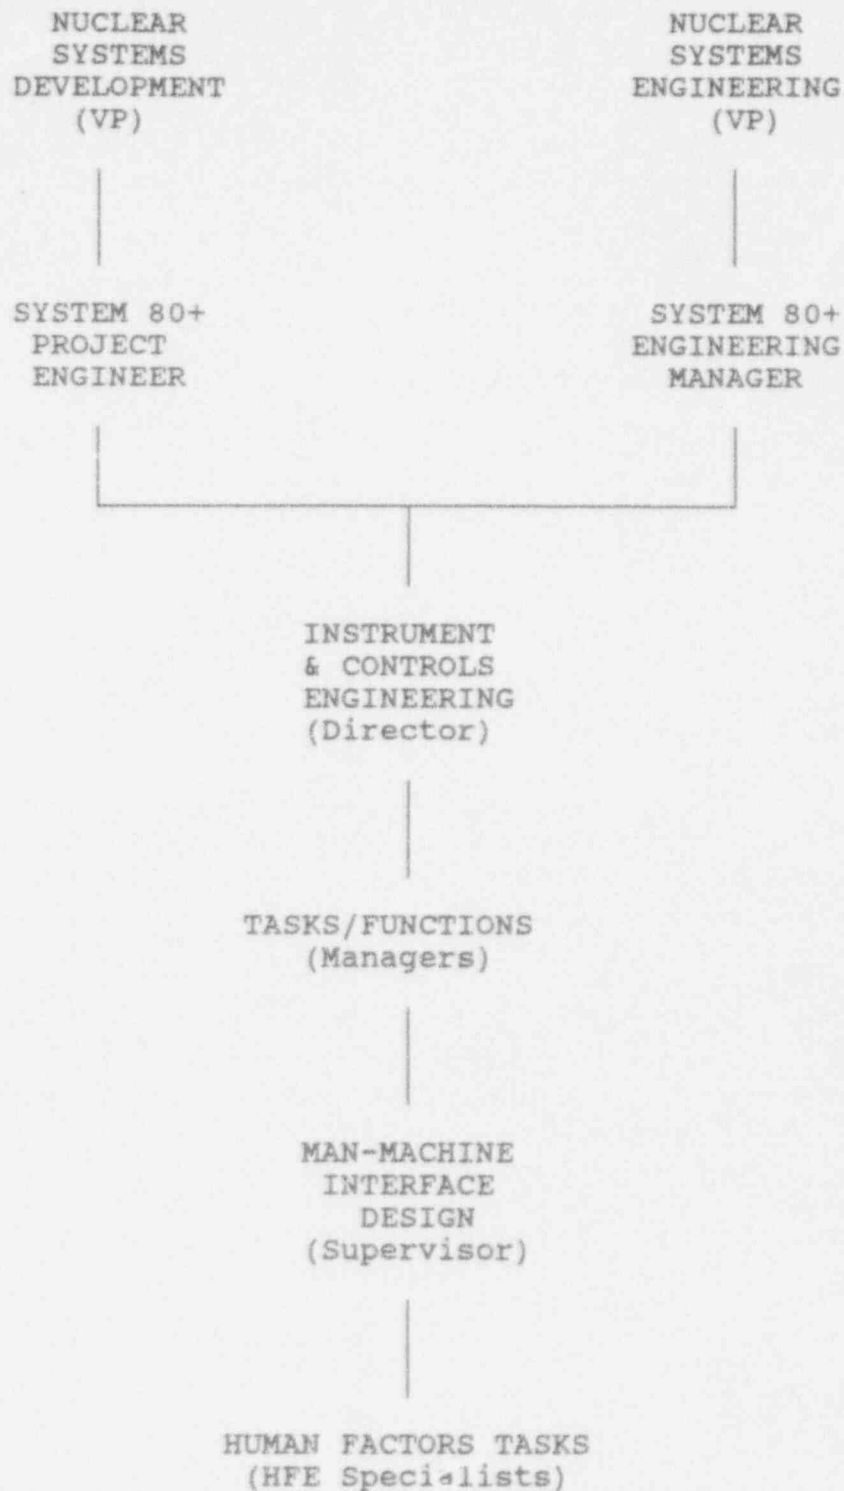 NUCLEAR
SYSTEMS
DEVELOPMENT
(VP)
NUCLEAR
SYSTEMS
ENGINEERING
(VP)
SYSTEM 80+
PROJECT
ENGINEER
SYSTEM 80+
ENGINEERING
MANAGER
INSTRUMENT
& CONTROLS
ENGINEERING
(Director)
TASKS/FUNCTIONS
(Managers)
MAN-MACHINE
INTERFACE
DESIGN
(Supervisor)
HUMAN FACTORS TASKS
(HFE Specialists)